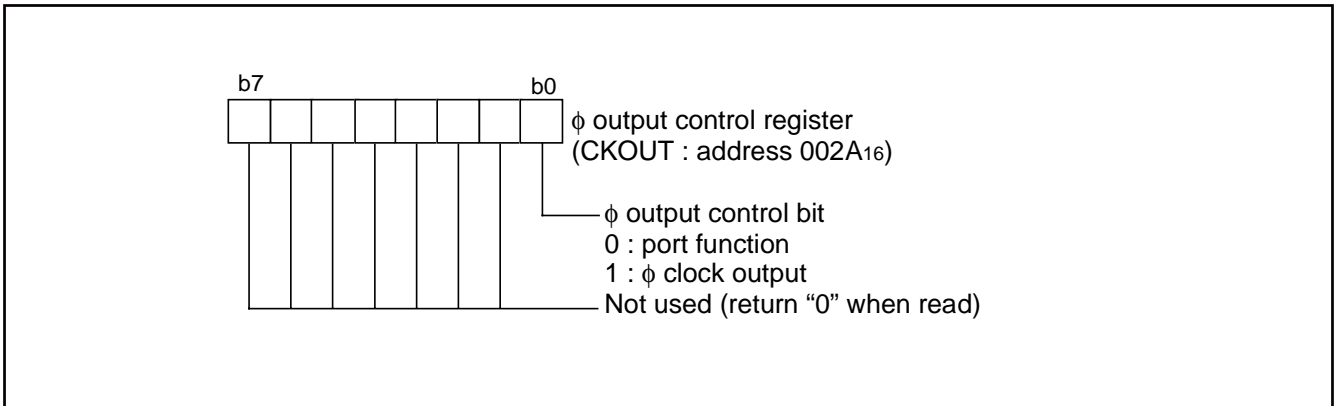 b7 b0
ϕ output control register
(CKOUT : address 002A16)
ϕ output control bit
0 : port function
1 : ϕ clock output
Not used (return “0” when read)